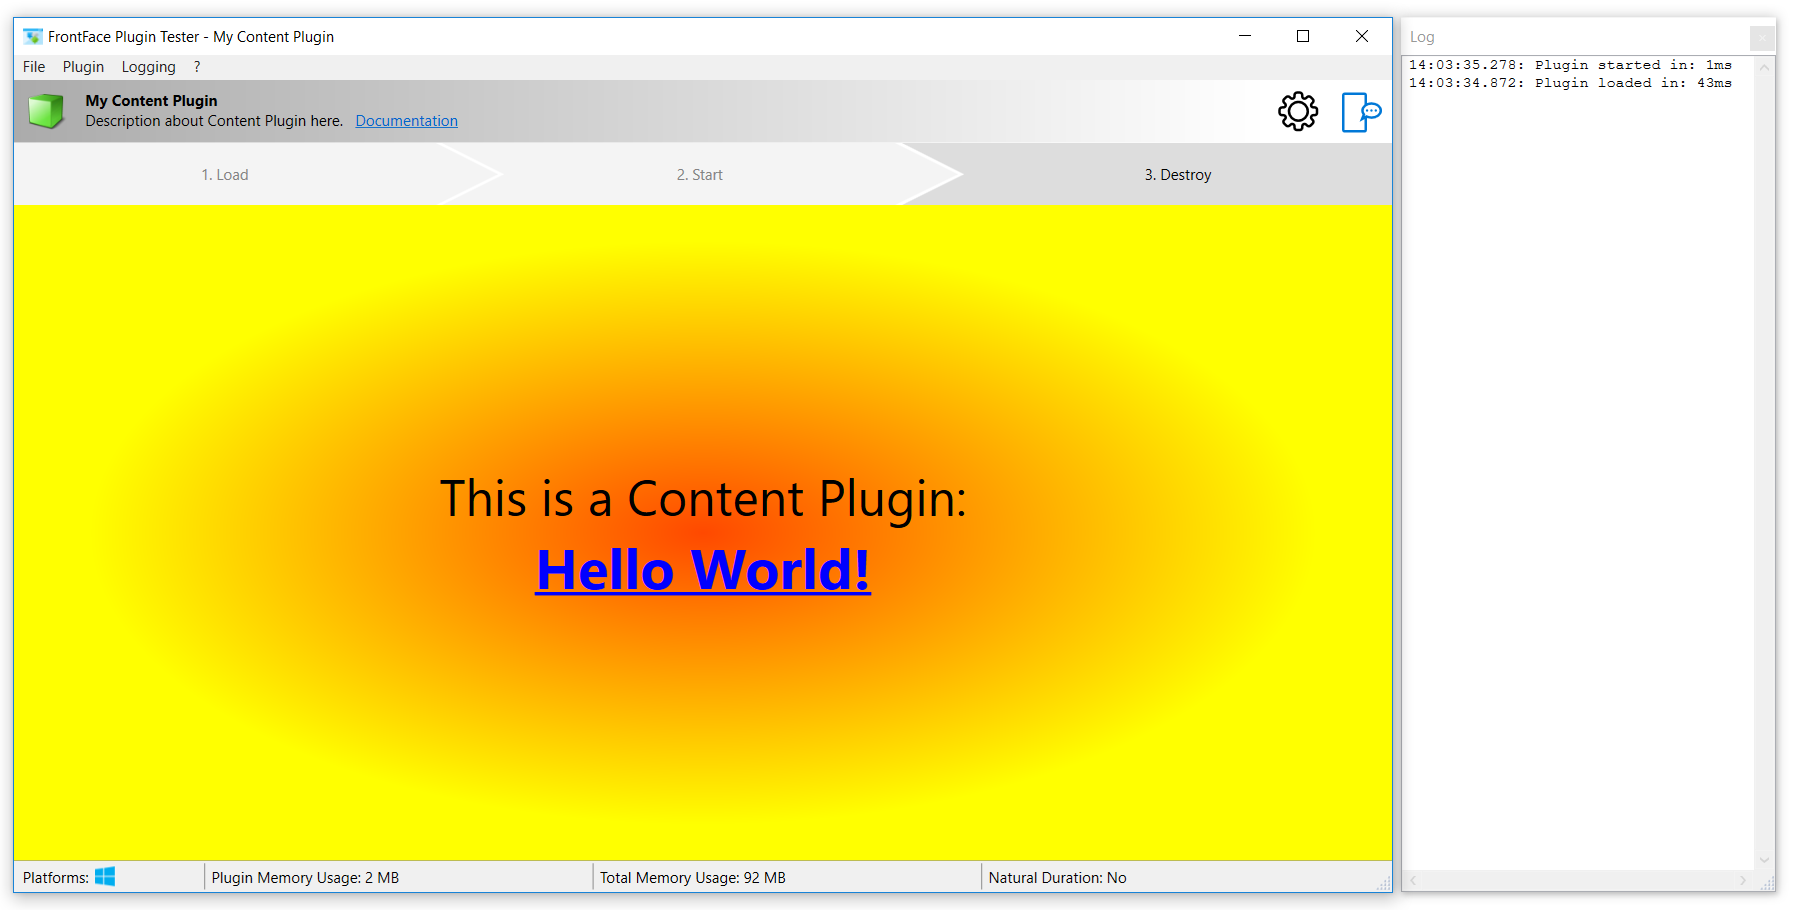 FrontFace Plugin Tester - My Content Plugin
File Plugin Logging ?
My Content Plugin
Description about Content Plugin here. Documentation
1. Load 2. Start 3. Destroy
This is a Content Plugin:
Hello World!
Platforms: Plugin Memory Usage: 2 MB Total Memory Usage: 92 MB Natural Duration: No
Log
14:03:35.278: Plugin started in: 1ms
14:03:34.872: Plugin loaded in: 43ms